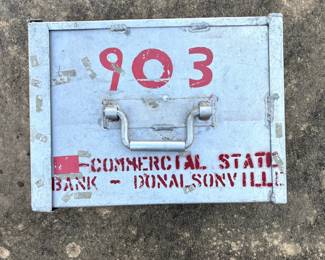 903
COMMERCIAL STATE
BANK - DONALSONVILLE